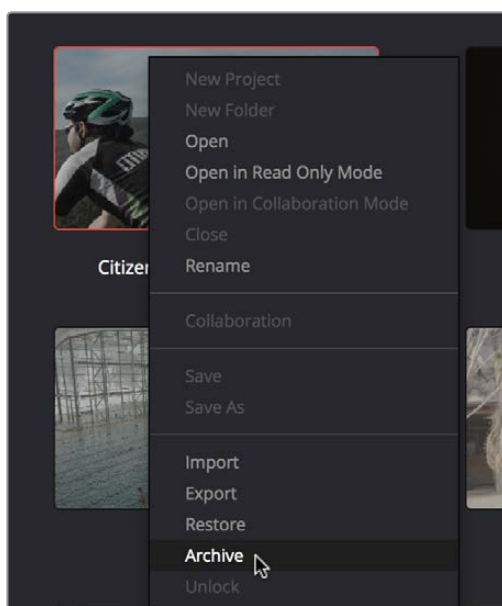 New Project
New Folder
Open
Open in Read Only Mode
Open in Collaboration Mode
Close
Citizen
Rename
Collaboration
Save
Save As
Import
Export
Restore
Archive
Unlock